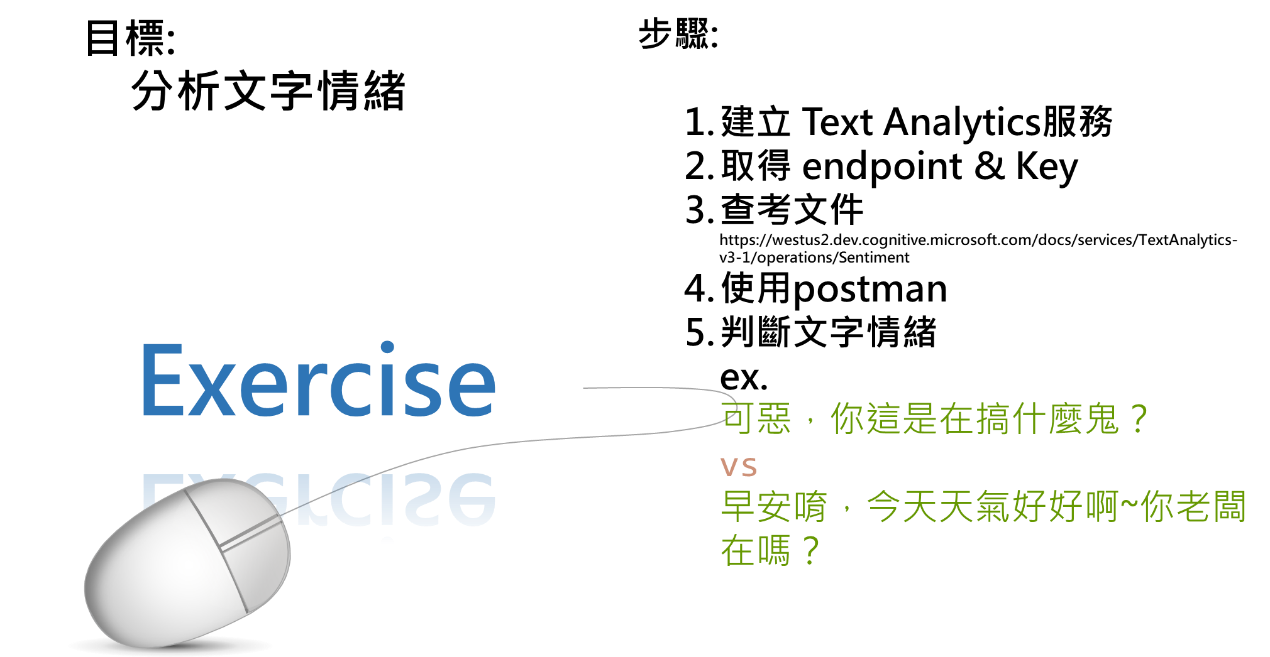 目標:
分析文字情緒
步驟:
1. 建立 Text Analytics服務
2. 取得 endpoint & Key
3. 查考文件
https://westus2.dev.cognitive.microsoft.com/docs/services/TextAnalytics-
v3-1/operations/Sentiment
4. 使用postman
5. 判斷文字情緒
ex.
可惡，你這是在搞什麼鬼？
vs
早安唷，今天天氣好好啊~你老闆
在嗎？
Exercise